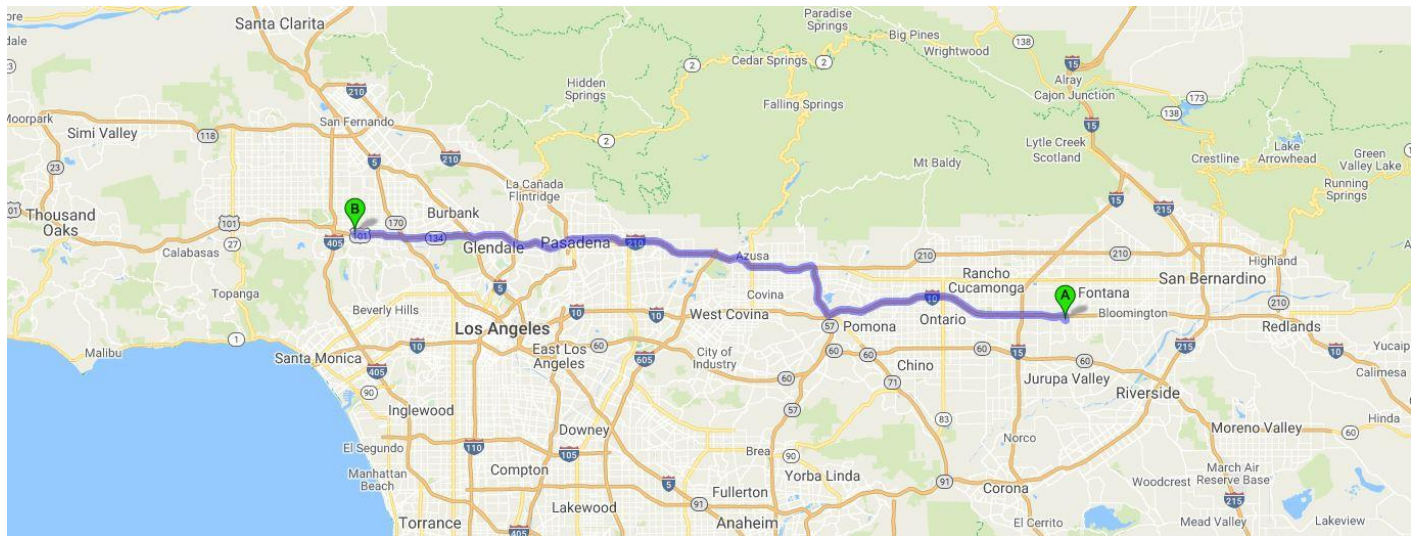 Santa Clarita
Paradise
Springs
Big Pines
Wrightwood
138
2
Cedar Springs
2
15
Alray
Cajon Junction
210
Hidden
Springs
Falling Springs
173
138
Moorpark
Simi Valley
118
San Fernando
2
15
Lytle Creek
Scotland
Crestline
Lake
Arrowhead
Green
Valley Lake
23
5
210
La Cañada
Flintridge
Mt Baldy
Running
Springs
101
Thousand
Oaks
101
B
170
Burbank
15
215
27
405
101
134
Glendale
Pasadena
210
Calabasas
Azusa
210
210
Highland
Topanga
5
Rancho
Cucamonga
San Bernardino
Beverly Hills
10
10
Covina
10
A
Fontana
210
Los Angeles
West Covina
57
Pomona
Ontario
Bloomington
Redlands
1
Malibu
Santa Monica
10
East Los
Angeles
60
605
City of
Industry
60
60
Chino
60
15
60
215
10
Yucaip
Calimesa
405
90
60
71
Jurupa Valley
Riverside
Inglewood
57
83
Hinda
Downey
Norco
Moreno Valley
60
El Segundo
110
105
Brea
90
Manhattan
Beach
Compton
5
Yorba Linda
91
Corona
Woodcrest
March Air
Reserve Base
Fullerton
91
215
Lakewood
Torrance
405
Anaheim
El Cerrito
Mead Valley
Lakeview